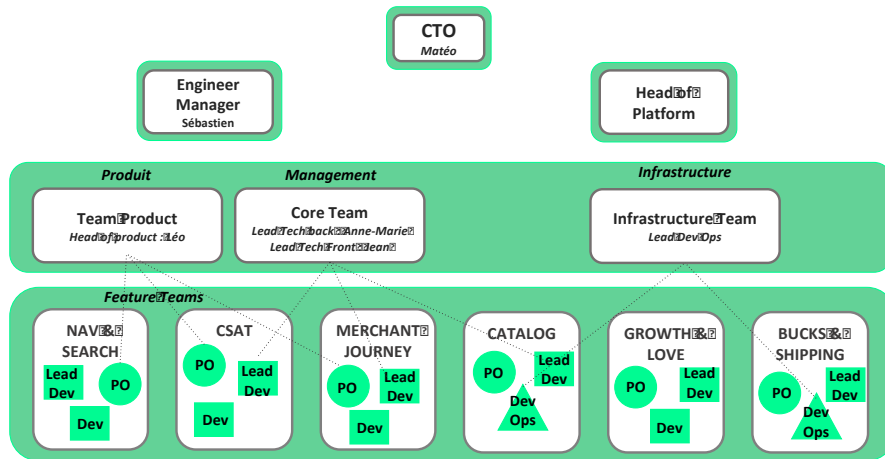 CTO
Matéo
Engineer
Manager
Sébastien
Head of
Platform
Produit
Management
Infrastructure
Team Product
Head of product : Léo
Core Team
Lead Tech back : Anne-Marie
Lead Tech Front : Jean
Infrastructure Team
Lead Dev Ops
Feature Teams
NAV &
SEARCH
Lead
Dev
PO
Dev
CSAT
PO
Lead
Dev
Dev
MERCHANT
JOURNEY
PO
Lead
Dev
Dev
CATALOG
PO
Lead
Dev
Dev
Ops
GROWTH &
LOVE
PO
Lead
Dev
Dev
BUCKS &
SHIPPING
PO
Lead
Dev
Dev
Ops